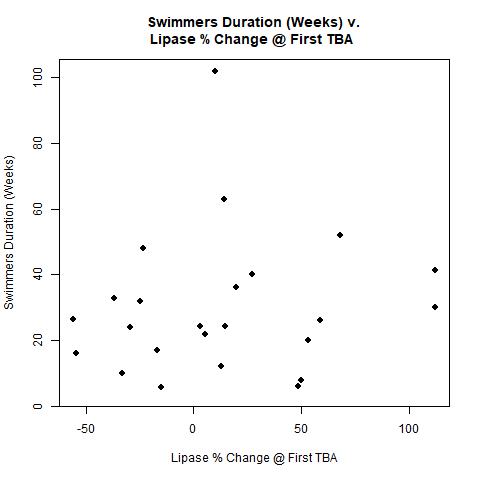 Swimmers Duration (Weeks) v.
Lipase % Change @ First TBA
Swimmers Duration (Weeks)
100
80
60
40
20
0
-50
0
50
100
Lipase % Change @ First TBA